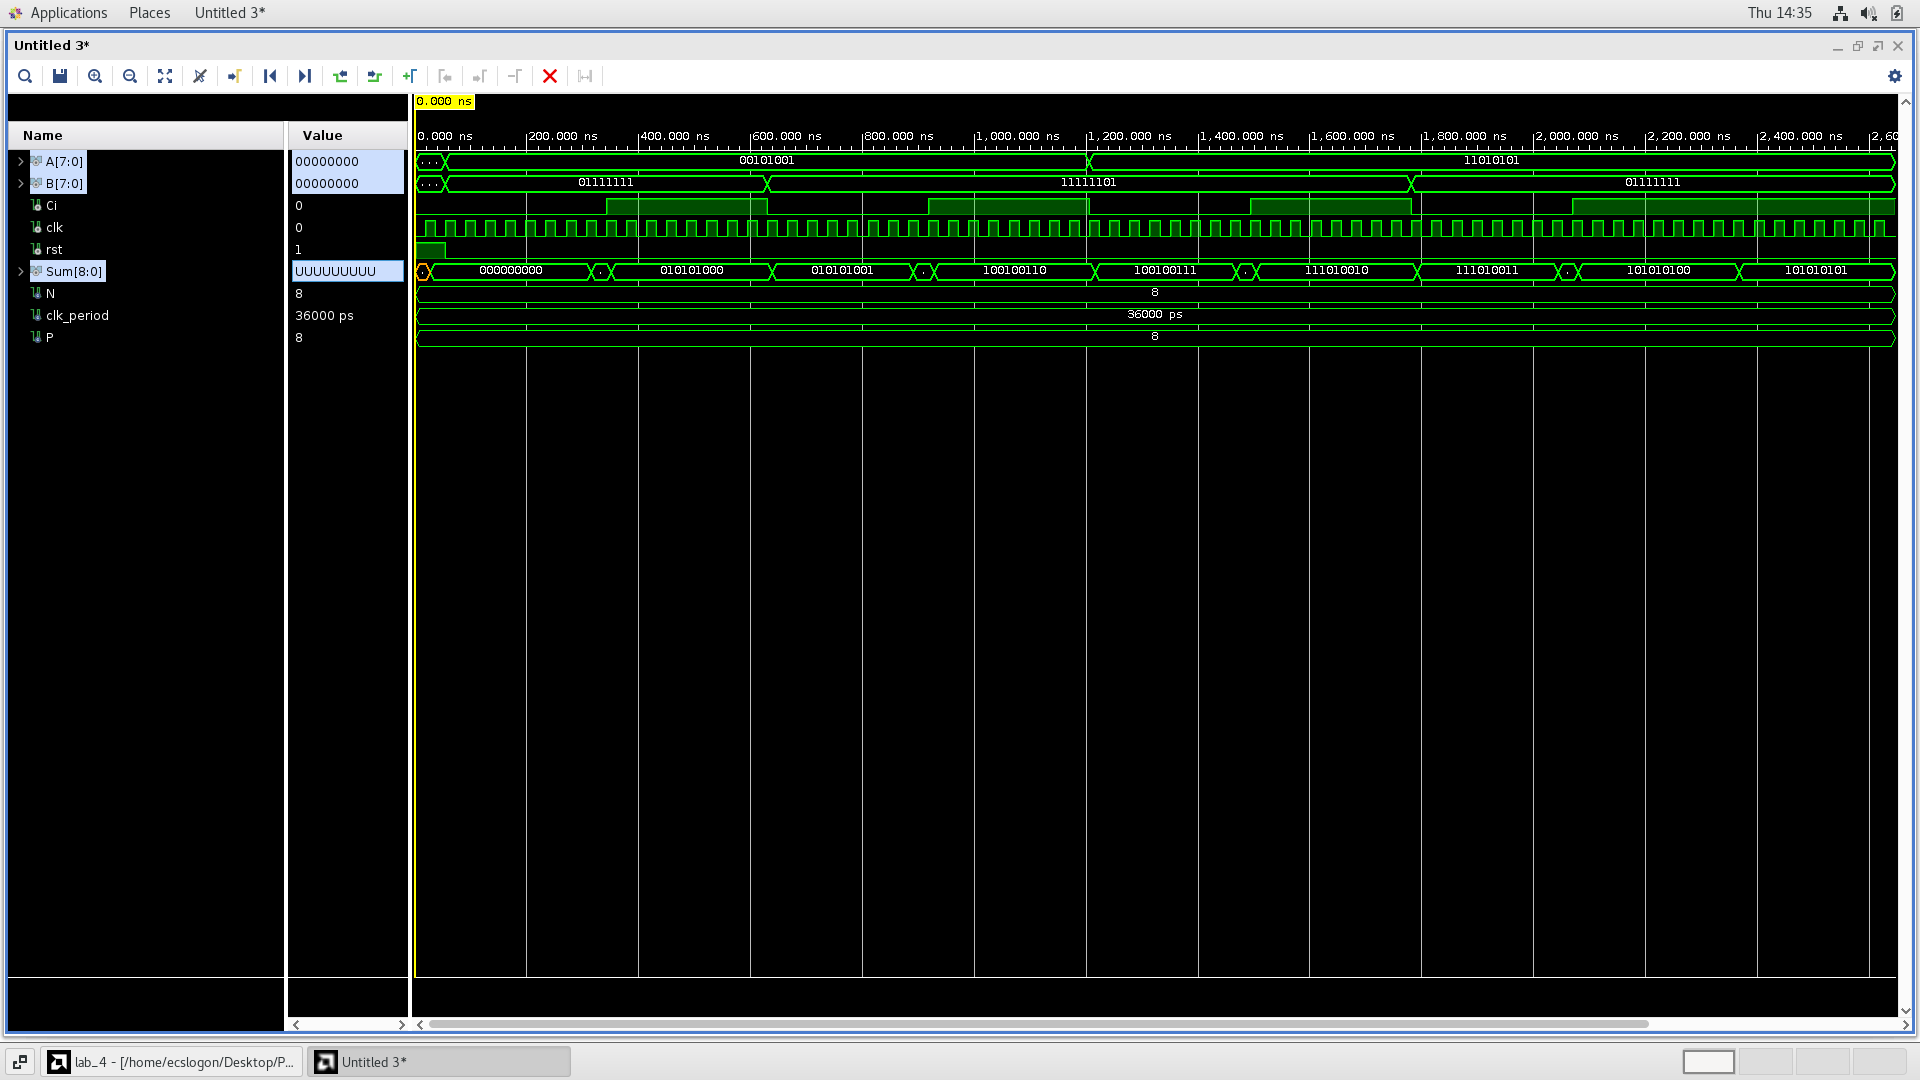 Applications Places Untitled 3* Thu 14:35
Untitled 3*
0.000 ns
Name Value
0.000 ns 200.000 ns 400.000 ns 600.000 ns 800.000 ns 1,000.000 ns 1,200.000 ns 1,400.000 ns 1,600.000 ns 1,800.000 ns 2,000.000 ns 2,200.000 ns 2,400.000 ns 2,60
A[7:0] 00000000 ... 00101001 11010101
B[7:0] 00000000 ... 01111111 11111101 01111111
Ci 0
clk 0
rst 1
Sum[8:0] UUUUUUUUU . 000000000 . 010101000 010101001 . 100100110 100100111 . 111010010 111010011 . 101010100 101010101
N 8 8
clk_period 36000 ps 36000 ps
P 8 8
lab_4 - [/home/ecslogon/Desktop/P... Untitled 3*